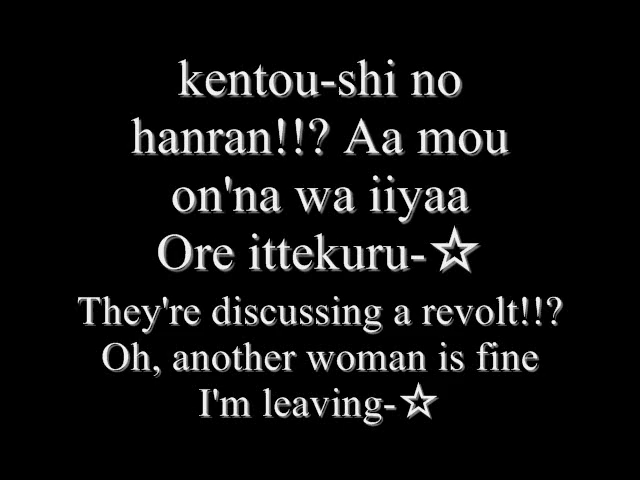 kentou-shi no
hanran!!? Aa mou
on'na wa iiyaa
Ore ittekuru-☆
They're discussing a revolt!!?
Oh, another woman is fine
I'm leaving-☆